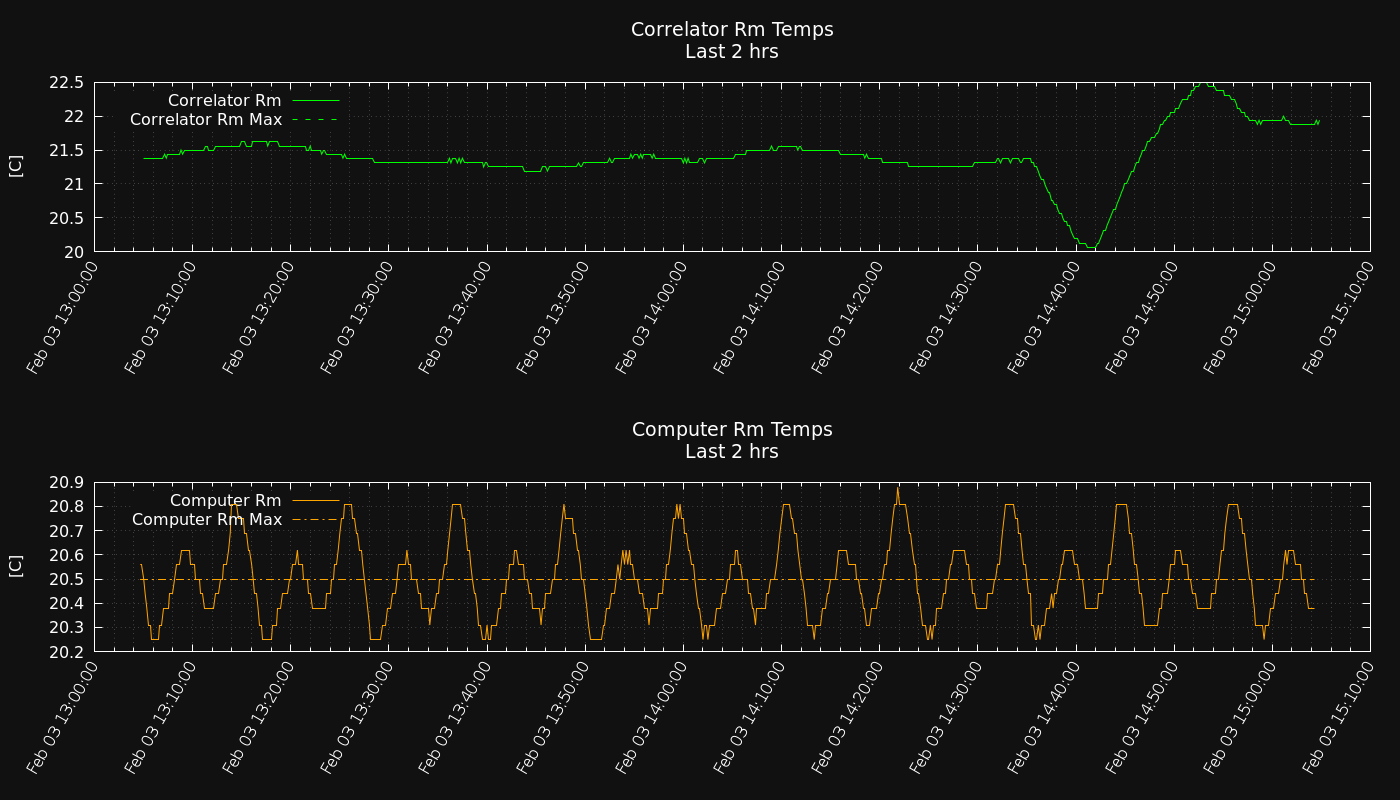 Correlator Rm Temps
Last 2 hrs
Correlator Rm
Correlator Rm Max
[C]
22.5
22
21.5
21
20.5
20
Feb 03 13:00:00
Feb 03 13:10:00
Feb 03 13:20:00
Feb 03 13:30:00
Feb 03 13:40:00
Feb 03 13:50:00
Feb 03 14:00:00
Feb 03 14:10:00
Feb 03 14:20:00
Feb 03 14:30:00
Feb 03 14:40:00
Feb 03 14:50:00
Feb 03 15:00:00
Feb 03 15:10:00
Computer Rm Temps
Last 2 hrs
Computer Rm
Computer Rm Max
[C]
20.9
20.8
20.7
20.6
20.5
20.4
20.3
20.2
Feb 03 13:00:00
Feb 03 13:10:00
Feb 03 13:20:00
Feb 03 13:30:00
Feb 03 13:40:00
Feb 03 13:50:00
Feb 03 14:00:00
Feb 03 14:10:00
Feb 03 14:20:00
Feb 03 14:30:00
Feb 03 14:40:00
Feb 03 14:50:00
Feb 03 15:00:00
Feb 03 15:10:00